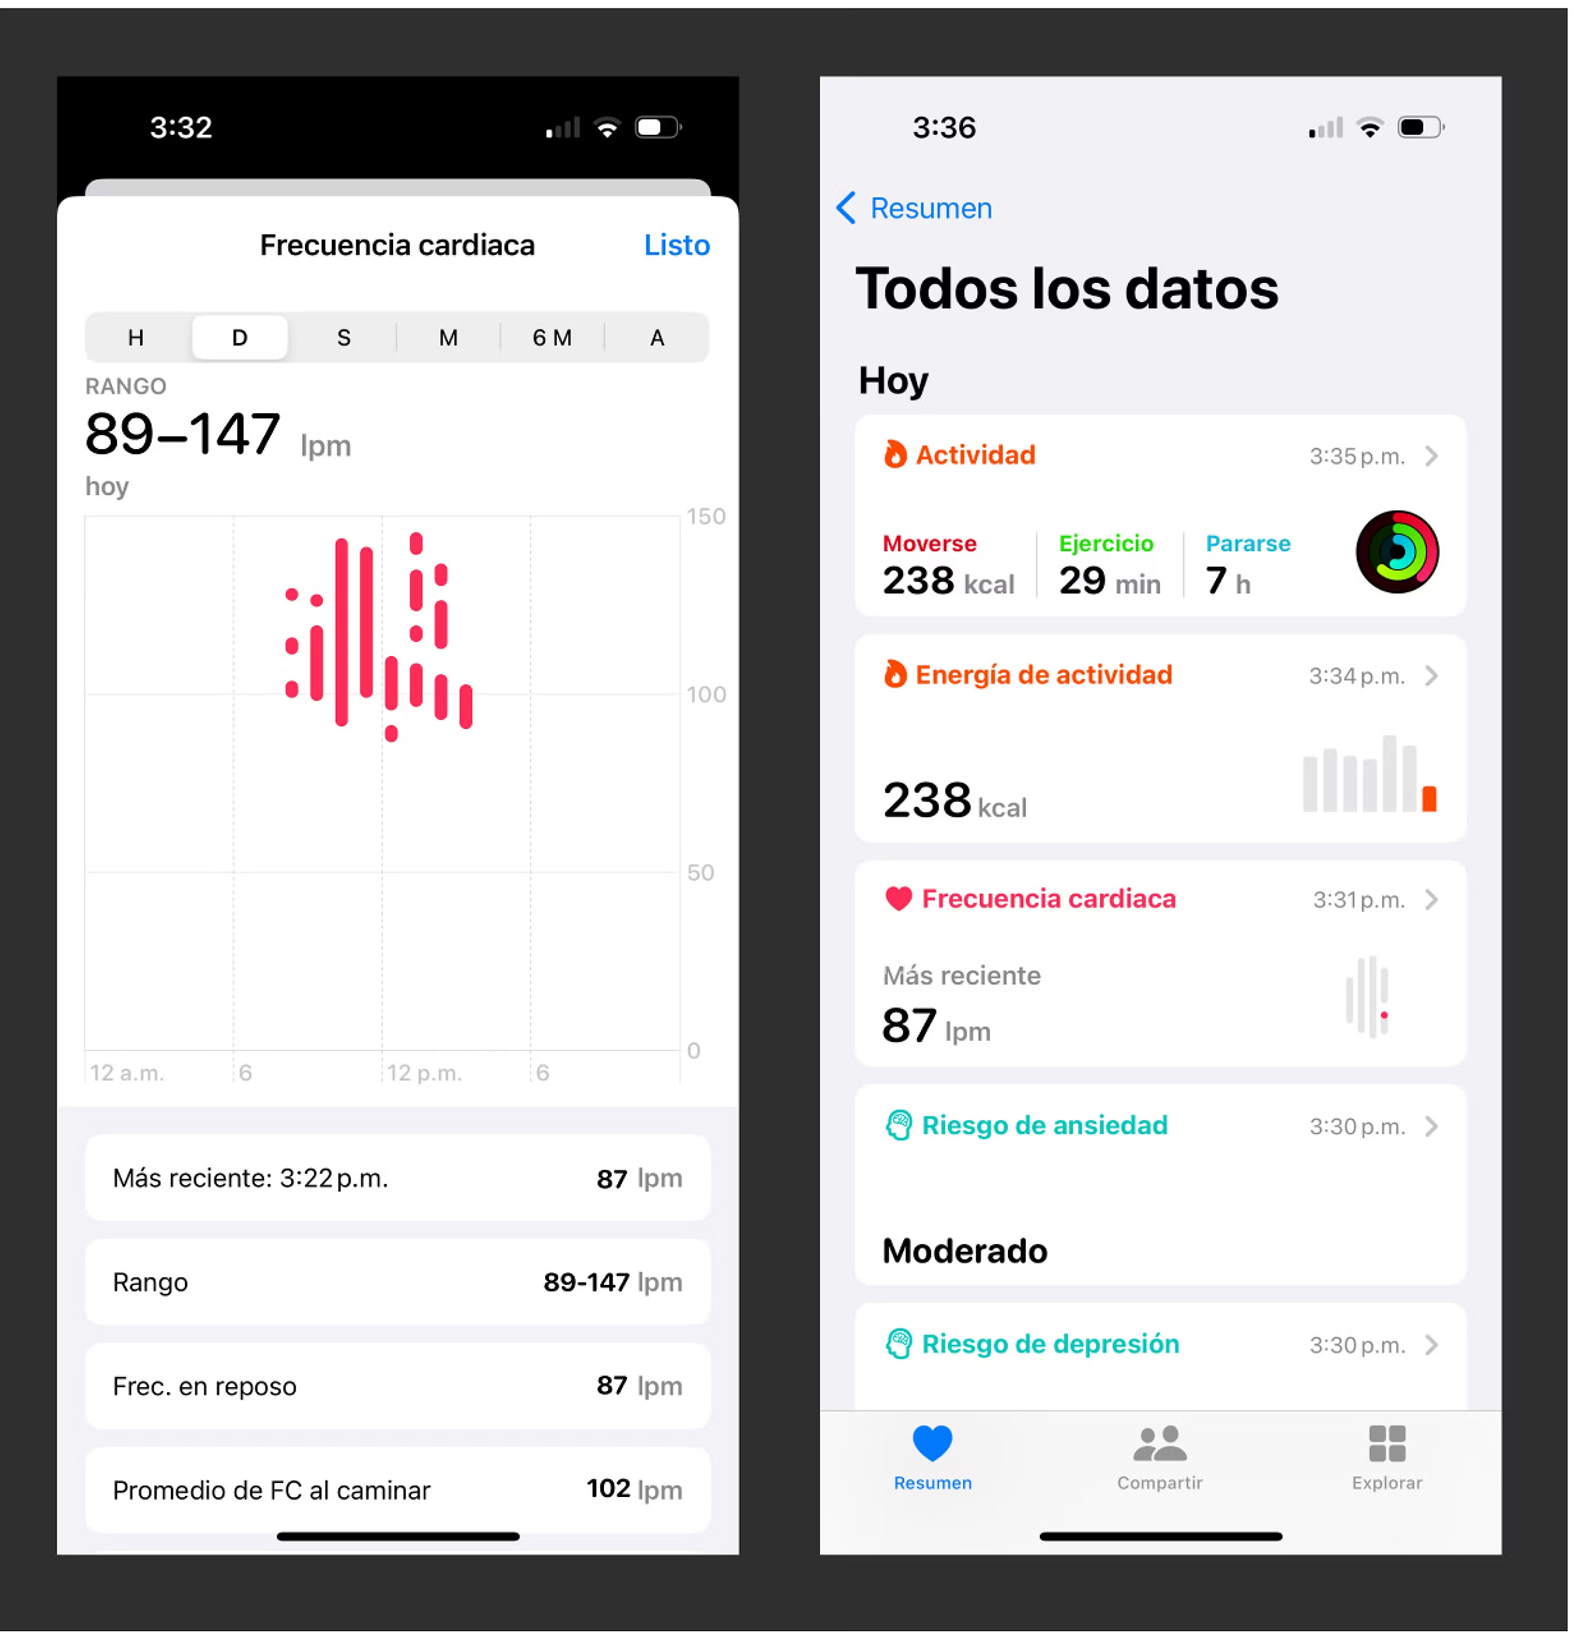 3:32
Frecuencia cardiaca
Listo
H D S M 6 M A
RANGO
89–147 lpm
hoy
150
100
50
0
12 a.m. 6 12 p.m. 6
Más reciente: 3:22 p.m. 87 lpm
Rango 89-147 lpm
Frec. en reposo 87 lpm
Promedio de FC al caminar 102 lpm
3:36
Resumen
Todos los datos
Hoy
Actividad 3:35 p.m.
Moverse Ejercicio Pararse
238 kcal 29 min 7 h
Energía de actividad 3:34 p.m.
238 kcal
Frecuencia cardiaca 3:31 p.m.
Más reciente
87 lpm
Riesgo de ansiedad 3:30 p.m.
Moderado
Riesgo de depresión 3:30 p.m.
Resumen Compartir Explorar